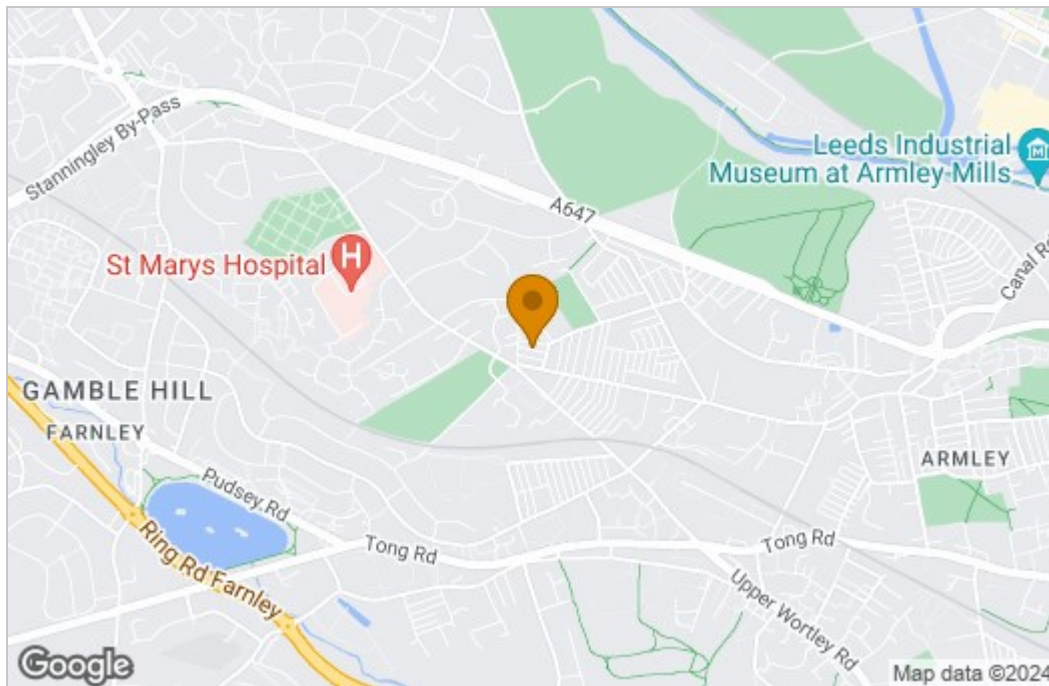 Stanningley By-Pass
Leeds Industrial
Museum at Armley Mills
A647
St Marys Hospital
H
M
Canal Rd
GAMBLE HILL
FARNLEY
ARMLEY
Pudsey Rd
Tong Rd
Tong Rd
Ring Rd Farnley
Upper Wortley Rd
Google
Map data ©2024